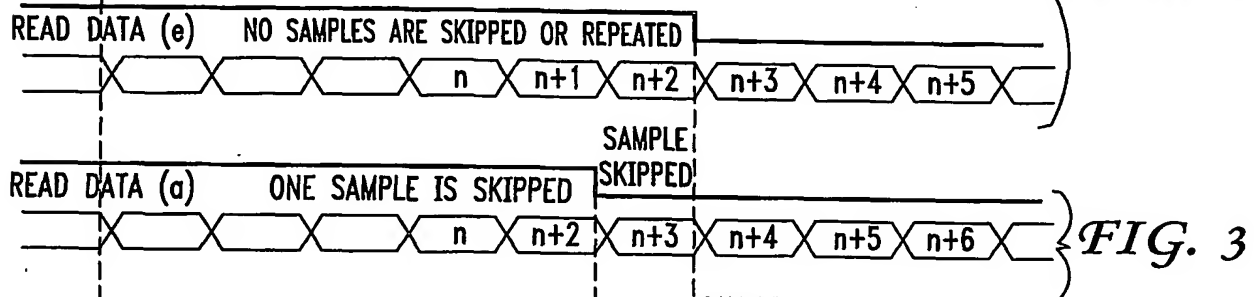 READ DATA (e) NO SAMPLES ARE SKIPPED OR REPEATED
n n+1 n+2 n+3 n+4 n+5
SAMPLE
SKIPPED
READ DATA (a) ONE SAMPLE IS SKIPPED
n n+2 n+3 n+4 n+5 n+6
FIG. 3